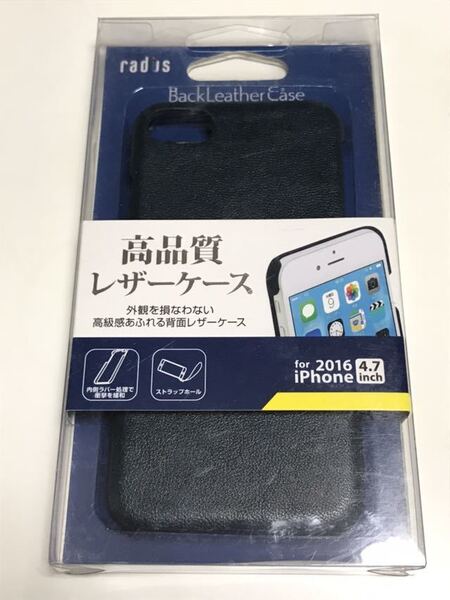 radius
BackLeather Case
高品質
レザーケース
外観を損なわない
高級感あふれる背面レザーケース
内側ラバー処理で
衝撃を緩和
ストラップホール
for 2016
iPhone
4.7
inch